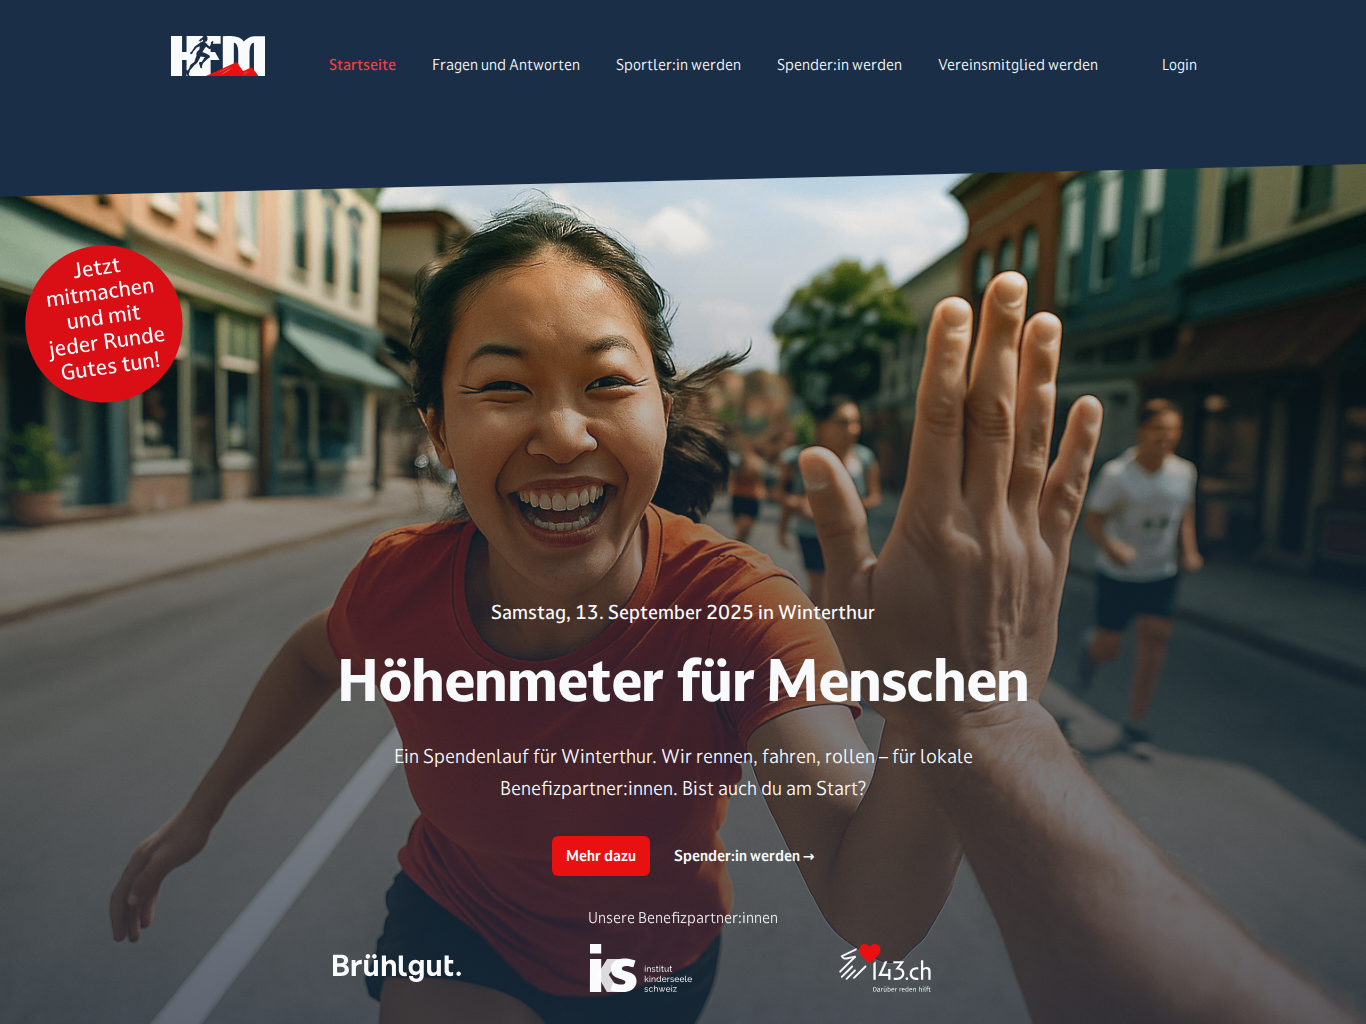 HFM
Startseite
Fragen und Antworten
Sportler:in werden
Spender:in werden
Vereinsmitglied werden
Login
Jetzt
mitmachen
und mit
jeder Runde
Gutes tun!
Samstag, 13. September 2025 in Winterthur
Höhenmeter für Menschen
Ein Spendenlauf für Winterthur. Wir rennen, fahren, rollen – für lokale
Benefizpartner:innen. Bist auch du am Start?
Mehr dazu
Spender:in werden →
Unsere Benefizpartner:innen
Brühlgut.
iks
institut
kinderseele
schweiz
143.ch
Darüber reden hilft